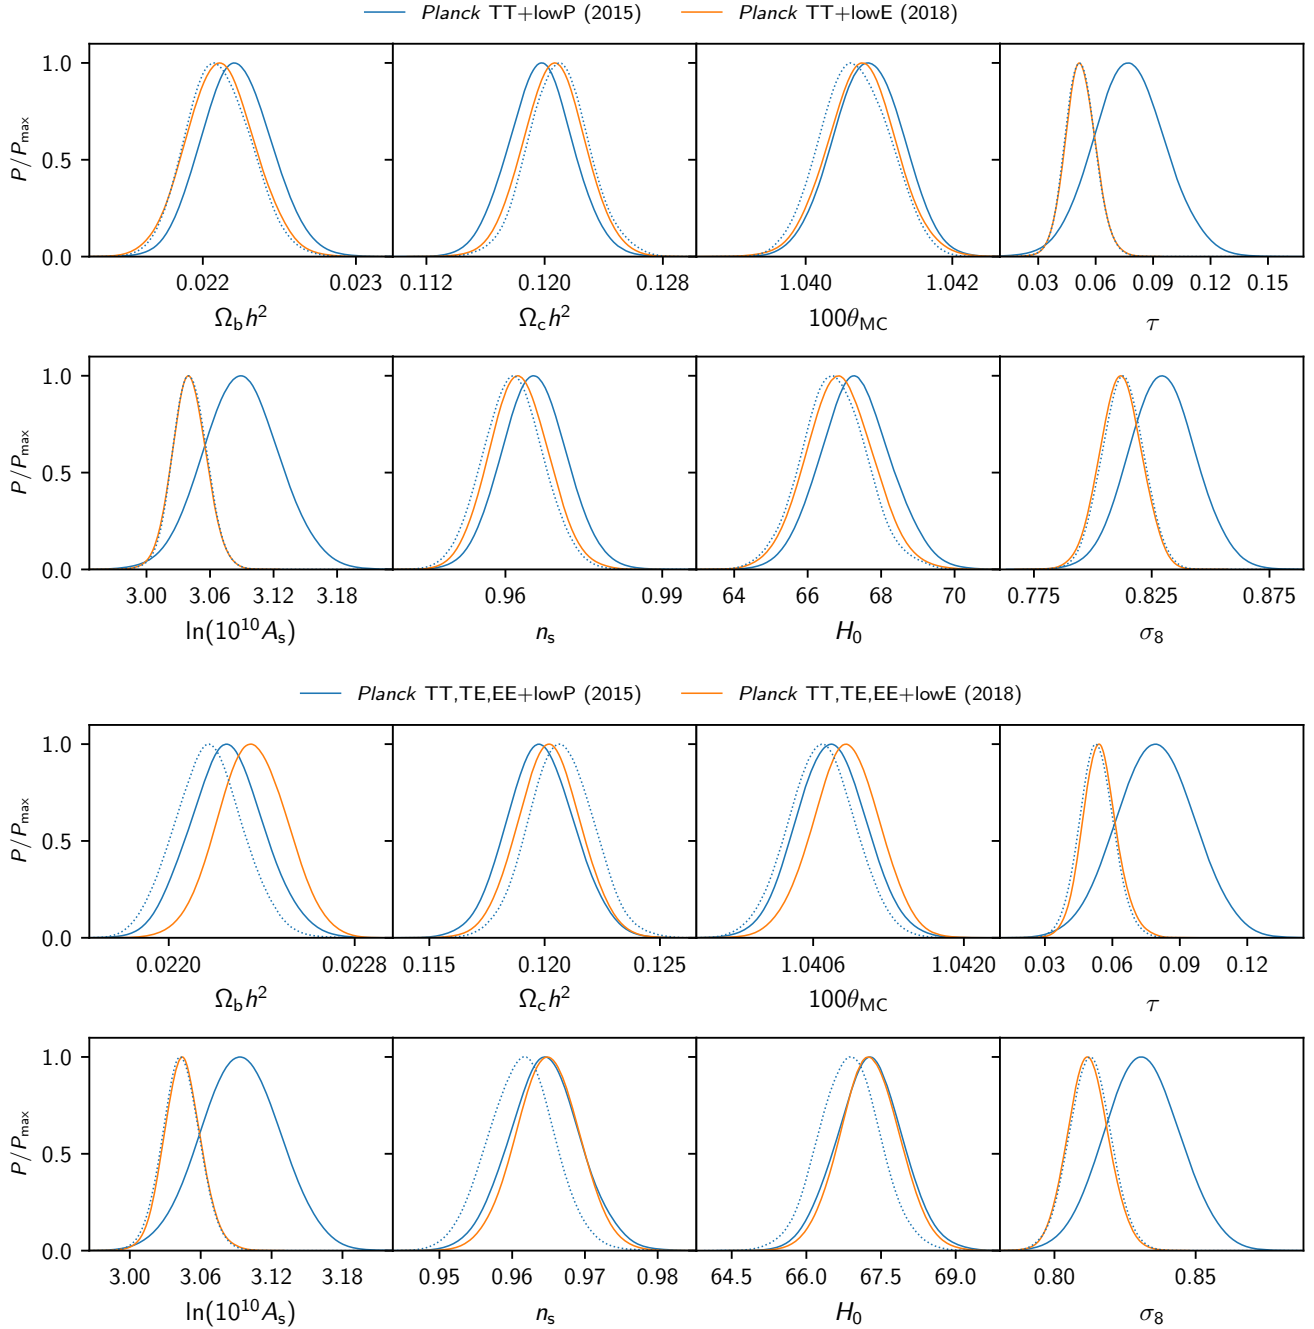 Planck TT+lowP (2015) Planck TT+lowE (2018)
1.0
0.5
0.0
P/Pmax
0.022 0.023 0.112 0.120 0.128 1.040 1.042 0.03 0.06 0.09 0.12 0.15
Ωbh² Ωch² 100θMC τ
1.0
0.5
0.0
P/Pmax
3.00 3.06 3.12 3.18 0.96 0.99 64 66 68 70 0.775 0.825 0.875
ln(10¹⁰As) ns H₀ σ₈
Planck TT,TE,EE+lowP (2015) Planck TT,TE,EE+lowE (2018)
1.0
0.5
0.0
P/Pmax
0.0220 0.0228 0.115 0.120 0.125 1.0406 1.0420 0.03 0.06 0.09 0.12
Ωbh² Ωch² 100θMC τ
1.0
0.5
0.0
P/Pmax
3.00 3.06 3.12 3.18 0.95 0.96 0.97 0.98 64.5 66.0 67.5 69.0 0.80 0.85
ln(10¹⁰As) ns H₀ σ₈